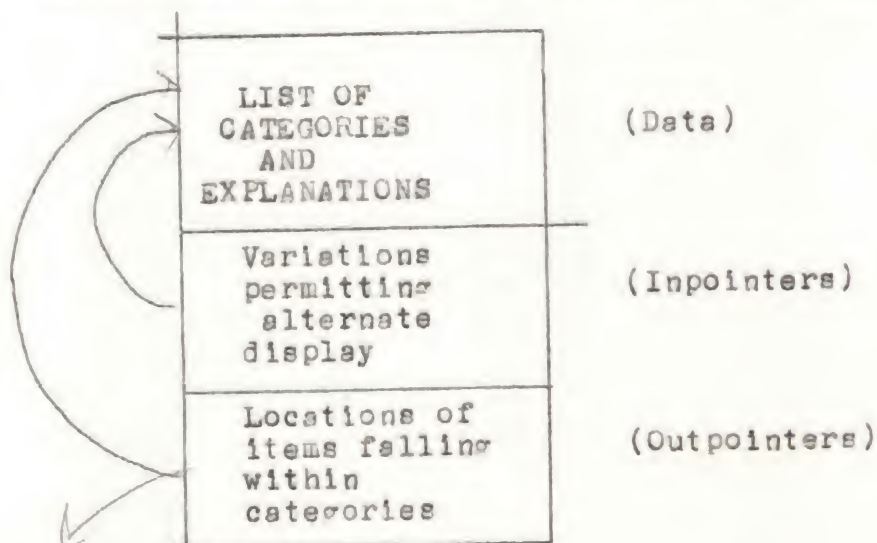 LIST OF
CATEGORIES
AND
EXPLANATIONS
(Data)
Variations
permitting
alternate
display
(Inpointers)
Locations of
items falling
within
categories
(Outpointers)